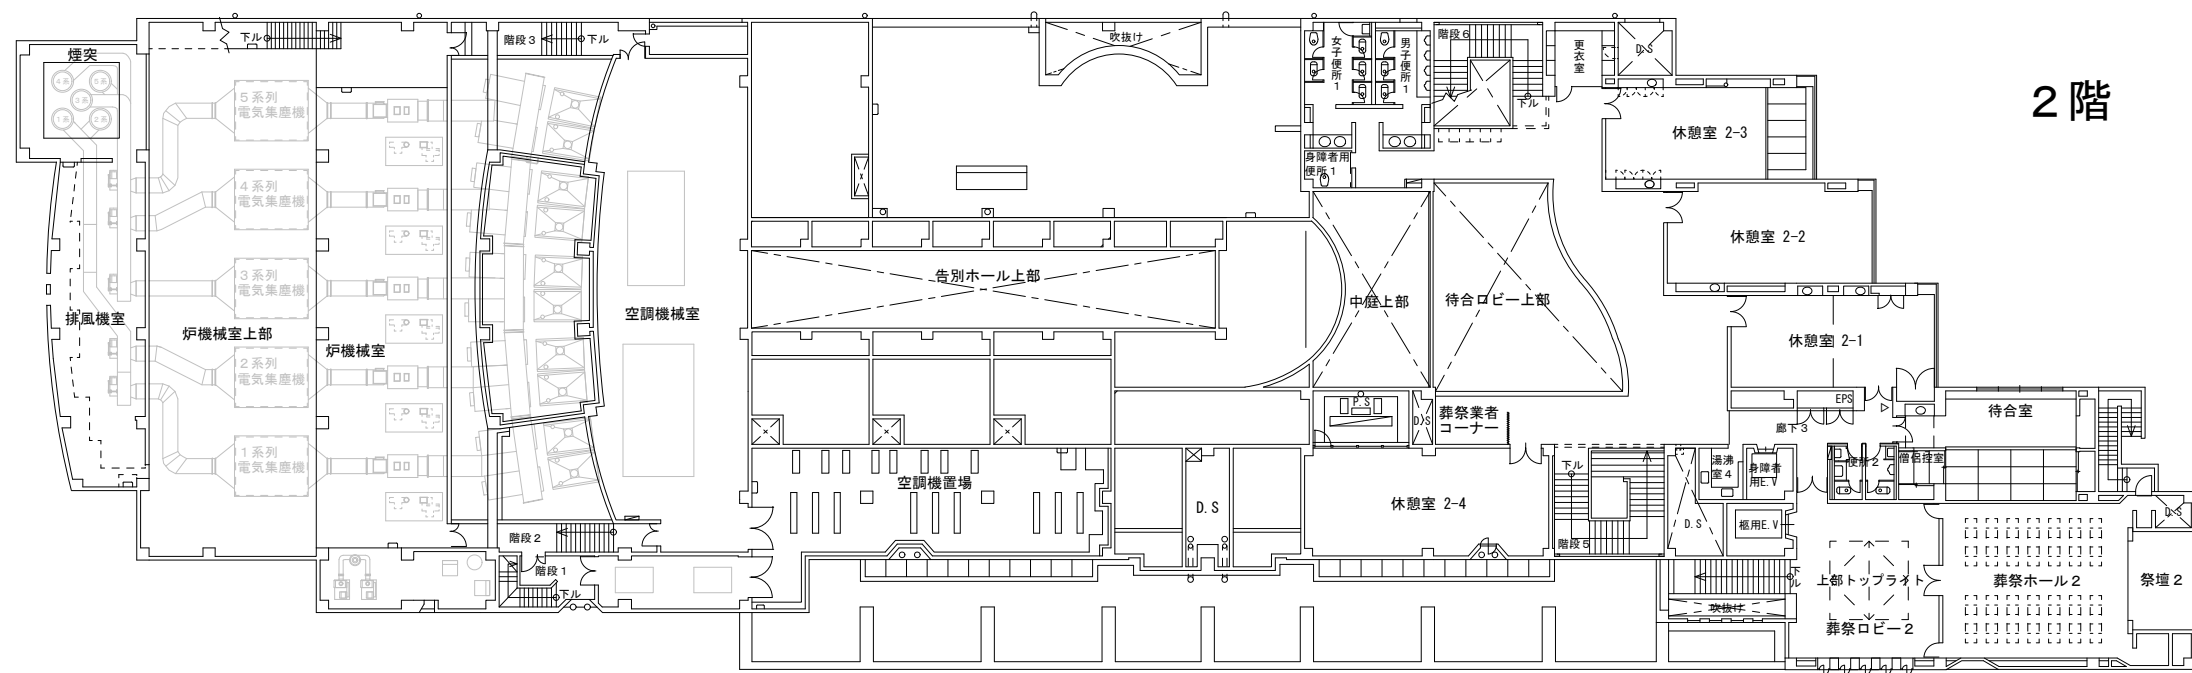 2階
煙突
4系
5系
3系
1系
2系
下ル
階段3
下ル
吹抜け
女子便所1
男子便所1
階段6
下ル
更衣室
D.S
5系列
電気集塵機
休憩室 2-3
身障者用
便所1
4系列
電気集塵機
休憩室 2-2
3系列
電気集塵機
告別ホール上部
中庭上部
待合ロビー上部
排風機室
炉機械室上部
炉機械室
空調機械室
休憩室 2-1
2系列
電気集塵機
P.S
D.S
葬祭業者
コーナー
EPS
待合室
廊下3
1系列
電気集塵機
空調機置場
D.S
休憩室 2-4
下ル
階段5
D.S
湯沸
室4
身障者
用E.V
便所2
僧侶控室
柩用E.V
D.S
階段2
階段1
下ル
下ル
吹抜け
上部トップライト
葬祭ロビー2
葬祭ホール2
祭壇2